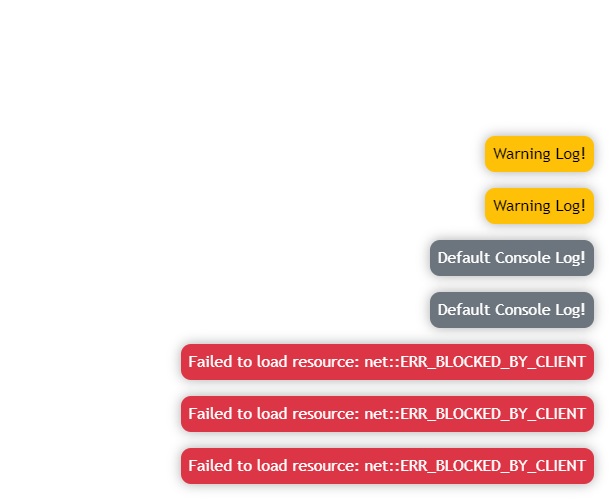 Warning Log!
Warning Log!
Default Console Log!
Default Console Log!
Failed to load resource: net::ERR_BLOCKED_BY_CLIENT
Failed to load resource: net::ERR_BLOCKED_BY_CLIENT
Failed to load resource: net::ERR_BLOCKED_BY_CLIENT